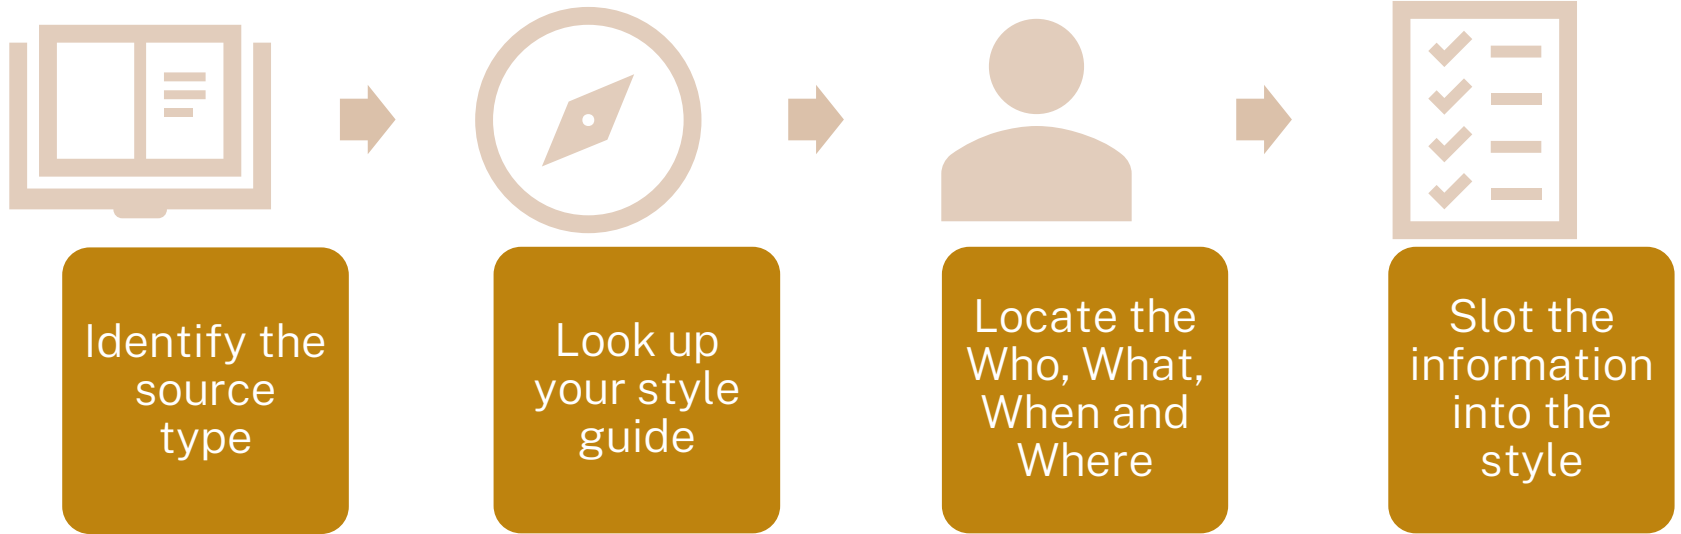 Identify the
source
type
Look up
your style
guide
Locate the
Who, What,
When and
Where
Slot the
information
into the
style